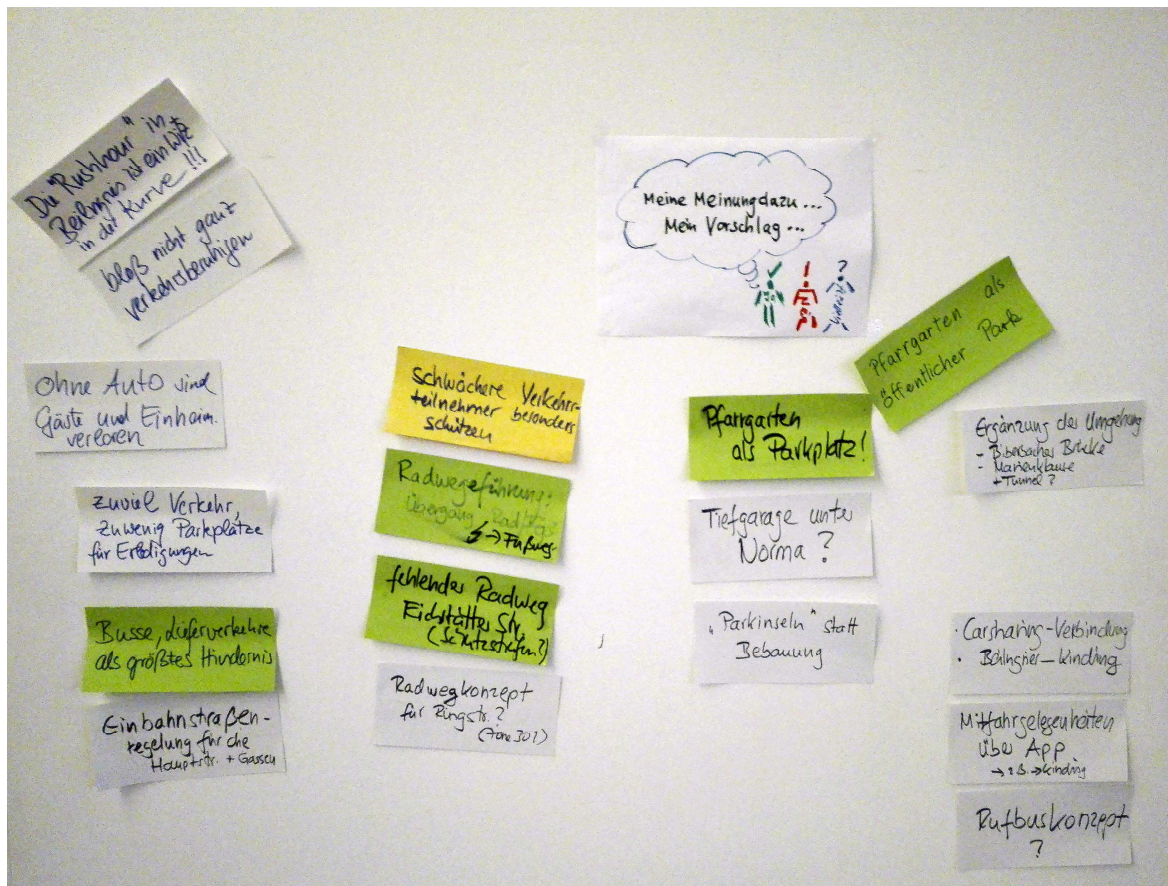 Die "Rushhour" in
Beilngries ist ein Witz
in der Kurve!!!
bloß nicht ganz
verkehrsberuhigen
Ohne Auto sind
Gäste und Einheim.
verloren
zuviel Verkehr,
zuwenig Parkplätze
für Erledigungen
Busse, Lieferverkehre
als größtes Hindernis
Einbahnstraßen-
regelung für die
Hauptstr. + Gassen
Meine Meinung dazu...
Mein Vorschlag...
schwächere Verkehrs-
teilnehmer besonders
schützen
Radwegeführung:
Übergang
→ Fußweg
fehlender Radweg
Eichstätter Str.
(Schutzstreifen?)
Radwegkonzept
für Ringstr.?
(Zone 30?)
Pfarrgarten
als Parkplatz!
Tiefgarage unter
Norma?
"Parkinseln" statt
Bebauung
Pfarrgarten als
öffentlicher Park
Ergänzung der Umgehung
- Biberbacher Brücke
- Marienklause
+ Tunnel?
· Carsharing-Verbindung
· Beilngries – Kinding
Mitfahrgelegenheiten
über App
→ z.B. → Kinding
Rufbuskonzept
?